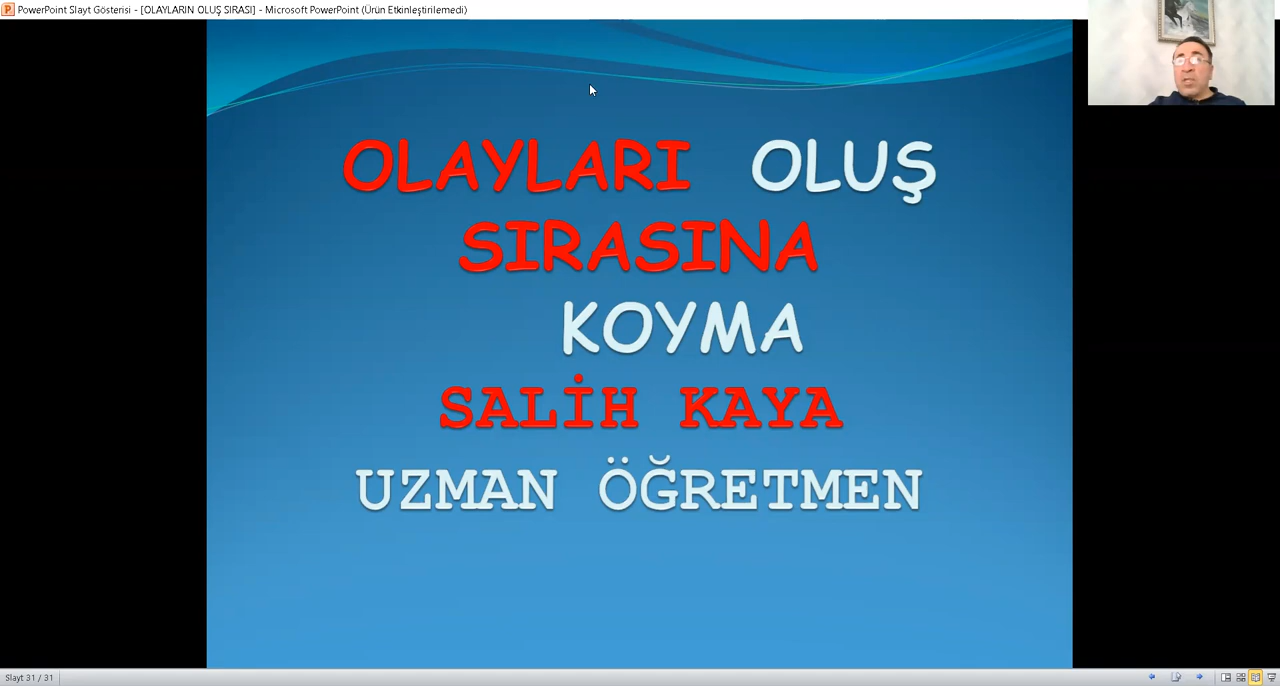 PowerPoint Slayt Gösterisi - [OLAYLARIN OLUŞ SIRASI] - Microsoft PowerPoint (Ürün Etkinleştirilemedi)
OLAYLARI OLUŞ
SIRASINA
KOYMA
SALİH KAYA
UZMAN ÖĞRETMEN
Slayt 31 / 31